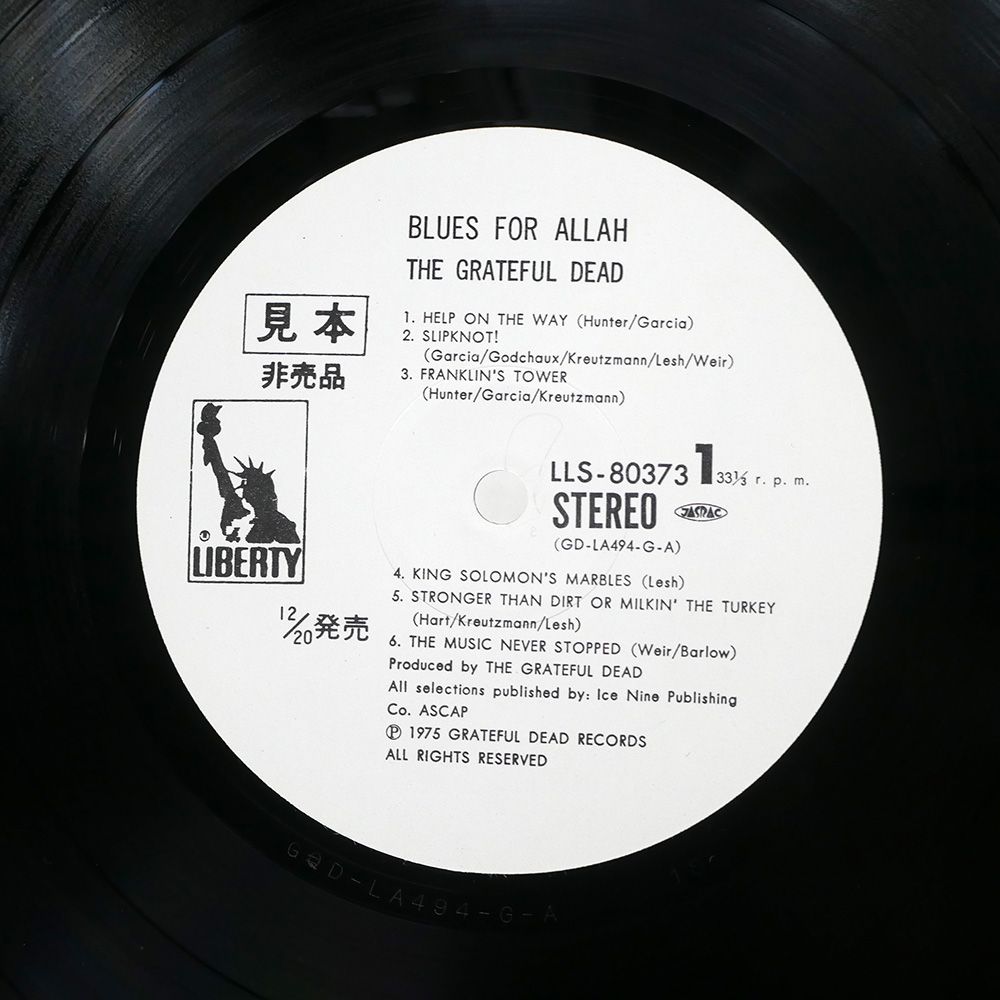 BLUES FOR ALLAH
THE GRATEFUL DEAD
見本
非売品
1. HELP ON THE WAY (Hunter/Garcia)
2. SLIPKNOT!
(Garcia/Godchaux/Kreutzmann/Lesh/Weir)
3. FRANKLIN'S TOWER
(Hunter/Garcia/Kreutzmann)
LIBERTY
LLS-80373 1 33⅓ r. p. m.
STEREO JASRAC
(GD-LA494-G-A)
12/20 発売
4. KING SOLOMON'S MARBLES (Lesh)
5. STRONGER THAN DIRT OR MILKIN' THE TURKEY
(Hart/Kreutzmann/Lesh)
6. THE MUSIC NEVER STOPPED (Weir/Barlow)
Produced by THE GRATEFUL DEAD
All selections published by: Ice Nine Publishing
Co. ASCAP
Ⓟ 1975 GRATEFUL DEAD RECORDS
ALL RIGHTS RESERVED